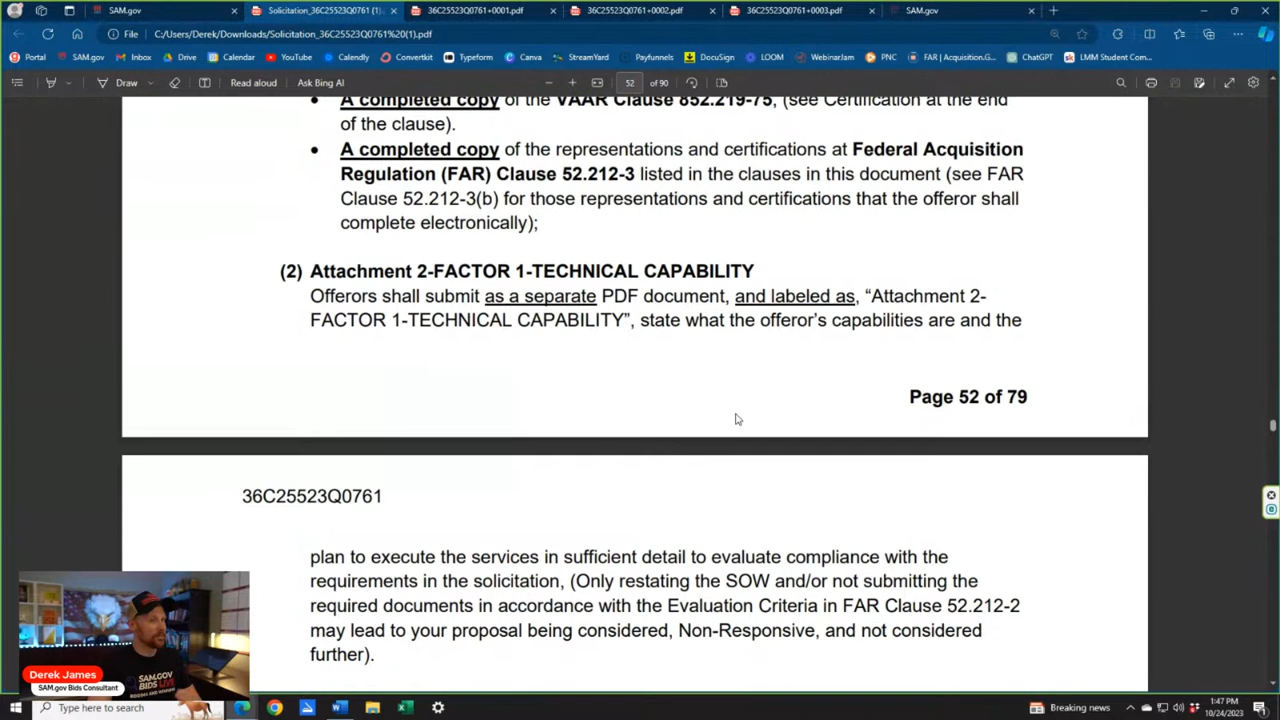 SAM.gov
Solicitation_36C25523Q0761 (1).
36C25523Q0761+0001.pdf
36C25523Q0761+0002.pdf
36C25523Q0761+0003.pdf
SAM.gov
File
C:/Users/Derek/Downloads/Solicitation_36C25523Q0761%20(1).pdf
Portal
SAM.gov
Inbox
Drive
Calendar
YouTube
Calendly
Convertkit
Typeform
Canva
StreamYard
Payfunnels
DocuSign
LOOM
WebinarJam
PNC
FAR | Acquisition.G...
ChatGPT
LMM Student Com...
Draw
Read aloud
Ask Bing AI
52
of 90
A completed copy of the VAAR Clause 852.219-75, (see Certification at the end
of the clause).
• A completed copy of the representations and certifications at Federal Acquisition
Regulation (FAR) Clause 52.212-3 listed in the clauses in this document (see FAR
Clause 52.212-3(b) for those representations and certifications that the offeror shall
complete electronically);
(2) Attachment 2-FACTOR 1-TECHNICAL CAPABILITY
Offerors shall submit as a separate PDF document, and labeled as, “Attachment 2-
FACTOR 1-TECHNICAL CAPABILITY”, state what the offeror’s capabilities are and the
Page 52 of 79
36C25523Q0761
plan to execute the services in sufficient detail to evaluate compliance with the
requirements in the solicitation, (Only restating the SOW and/or not submitting the
required documents in accordance with the Evaluation Criteria in FAR Clause 52.212-2
may lead to your proposal being considered, Non-Responsive, and not considered
further).
SAM.GOV
BIDS LIVE
Derek James
SAM.gov Bids Consultant
Type here to search
Breaking news
1:47 PM
10/24/2023